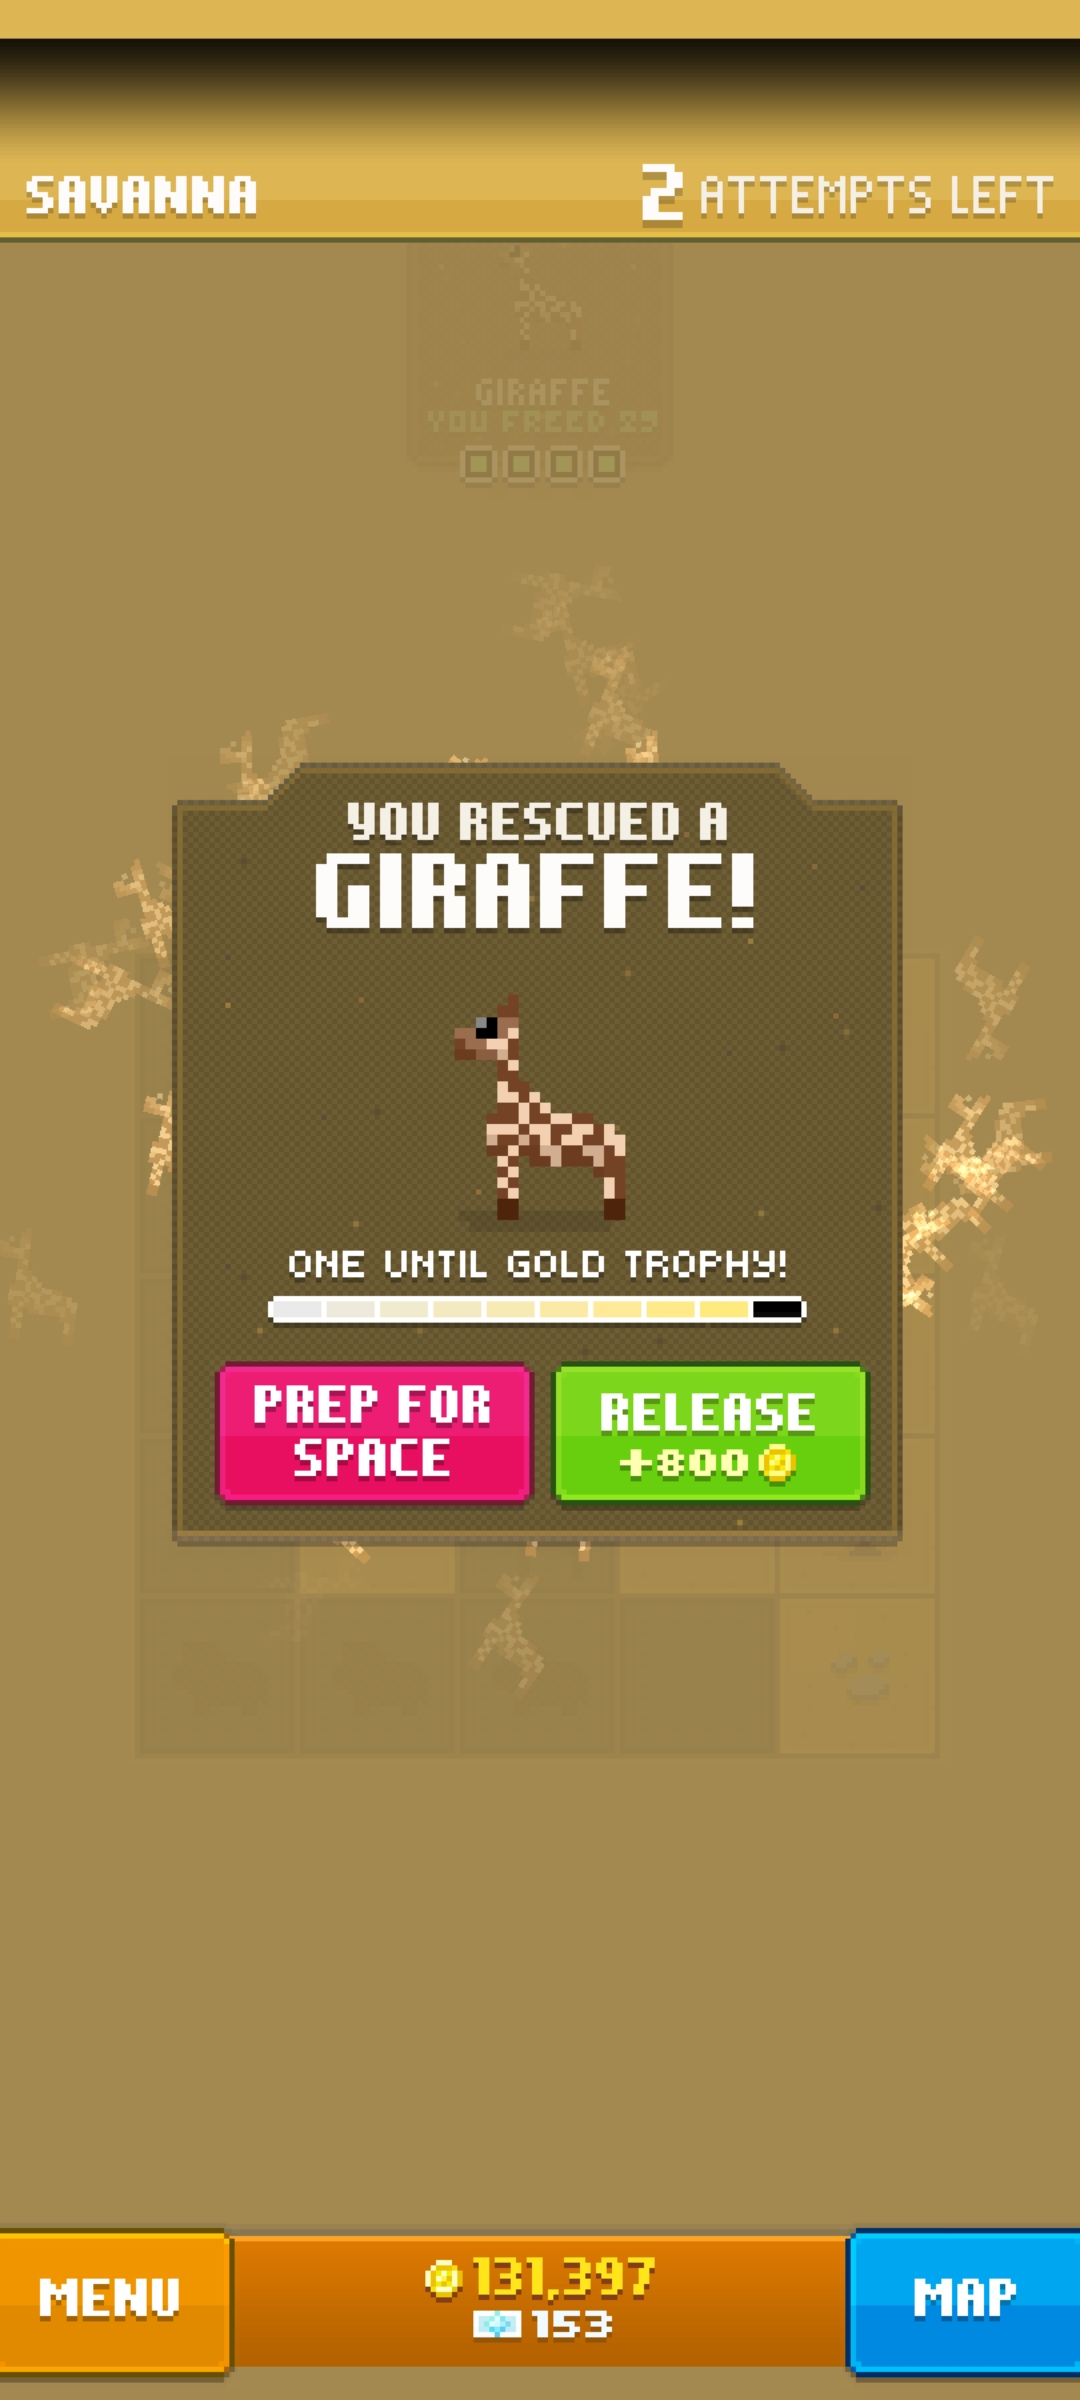 SAVANNA
2 ATTEMPTS LEFT
GIRAFFE
YOU FREED 29
YOU RESCUED A
GIRAFFE!
ONE UNTIL GOLD TROPHY!
PREP FOR
SPACE
RELEASE
+800
MENU
131,397
153
MAP